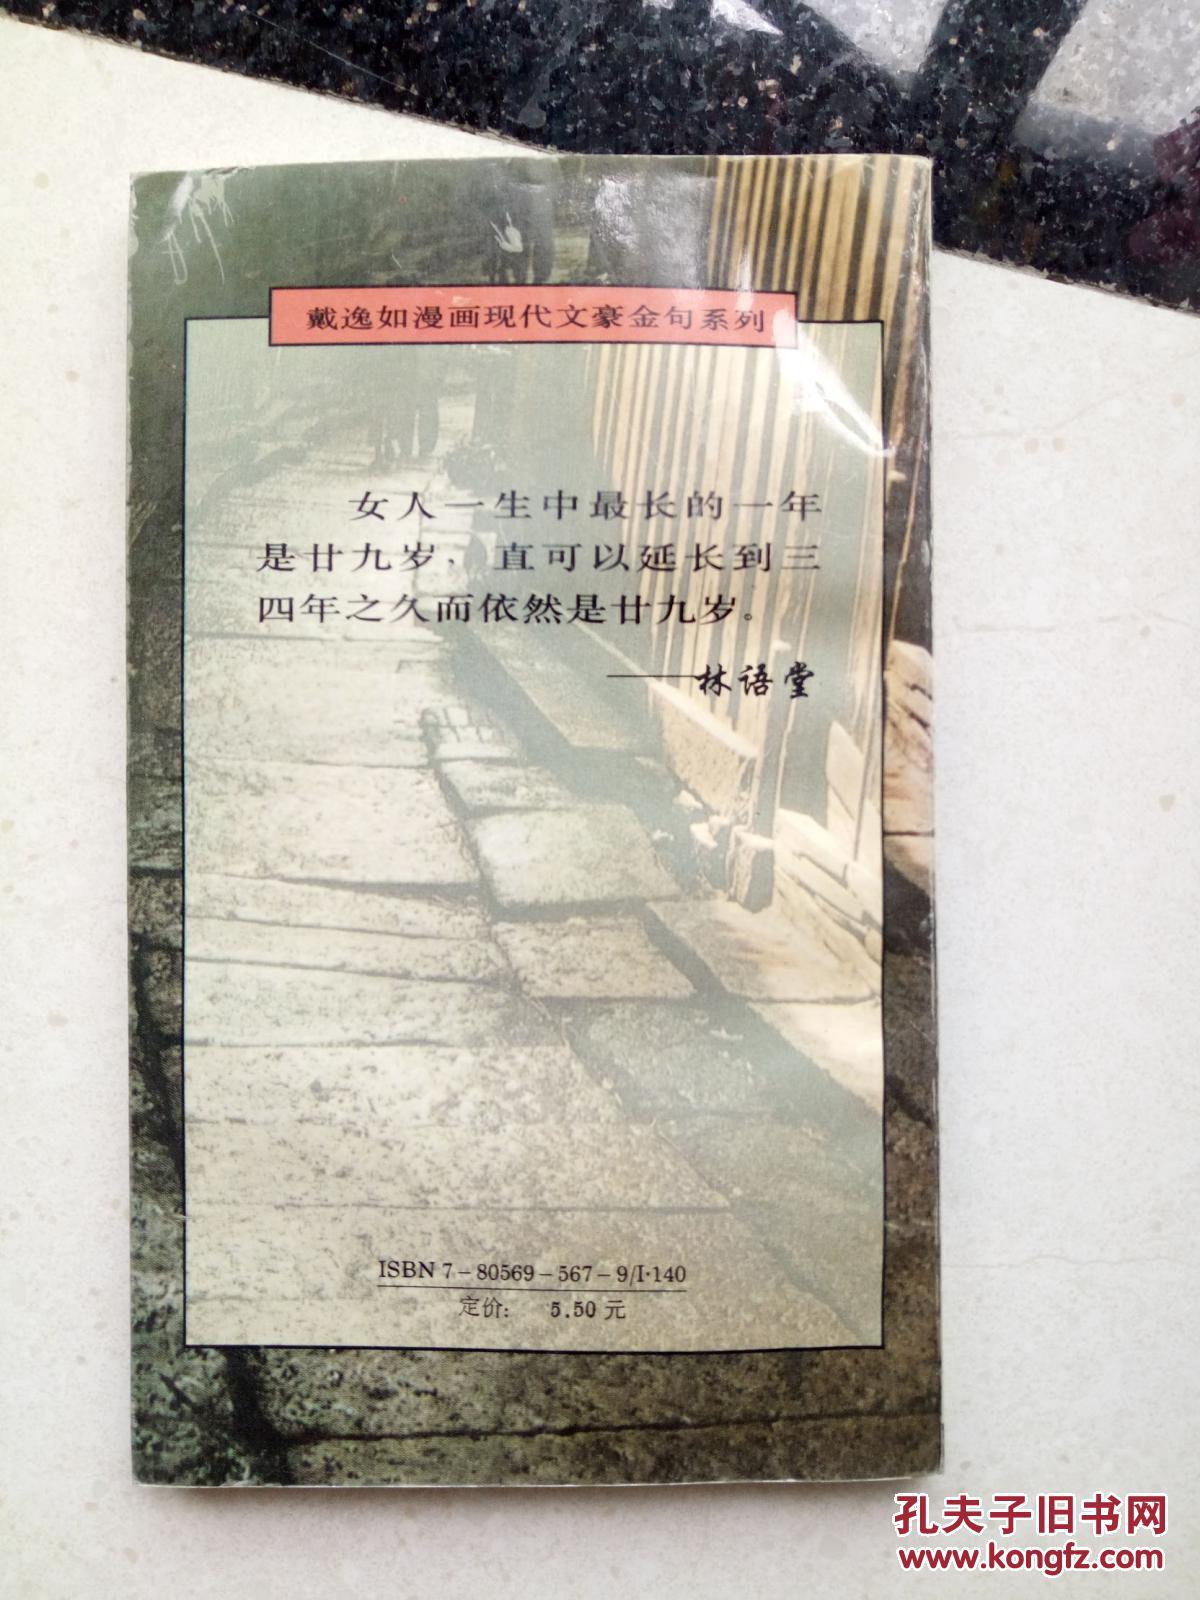 戴逸如漫画现代文豪金句系列
女人一生中最长的一年
是廿九岁，直可以延长到三
四年之久而依然是廿九岁。
——林语堂
ISBN 7-80569-567-9/I·140
定价： 5.50 元
孔夫子旧书网
www.kongfz.com